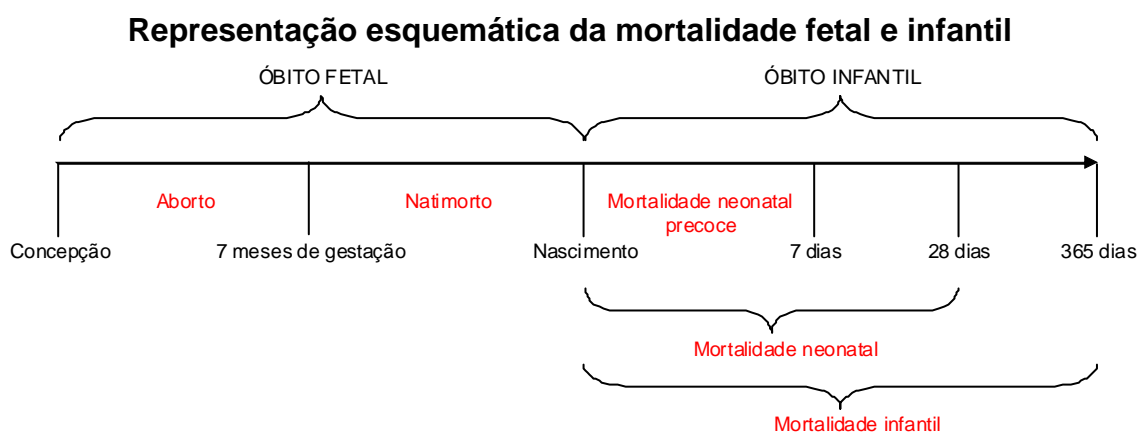 Representação esquemática da mortalidade fetal e infantil
ÓBITO FETAL
ÓBITO INFANTIL
Aborto
Natimorto
Mortalidade neonatal
precoce
Concepção
7 meses de gestação
Nascimento
7 dias
28 dias
365 dias
Mortalidade neonatal
Mortalidade infantil